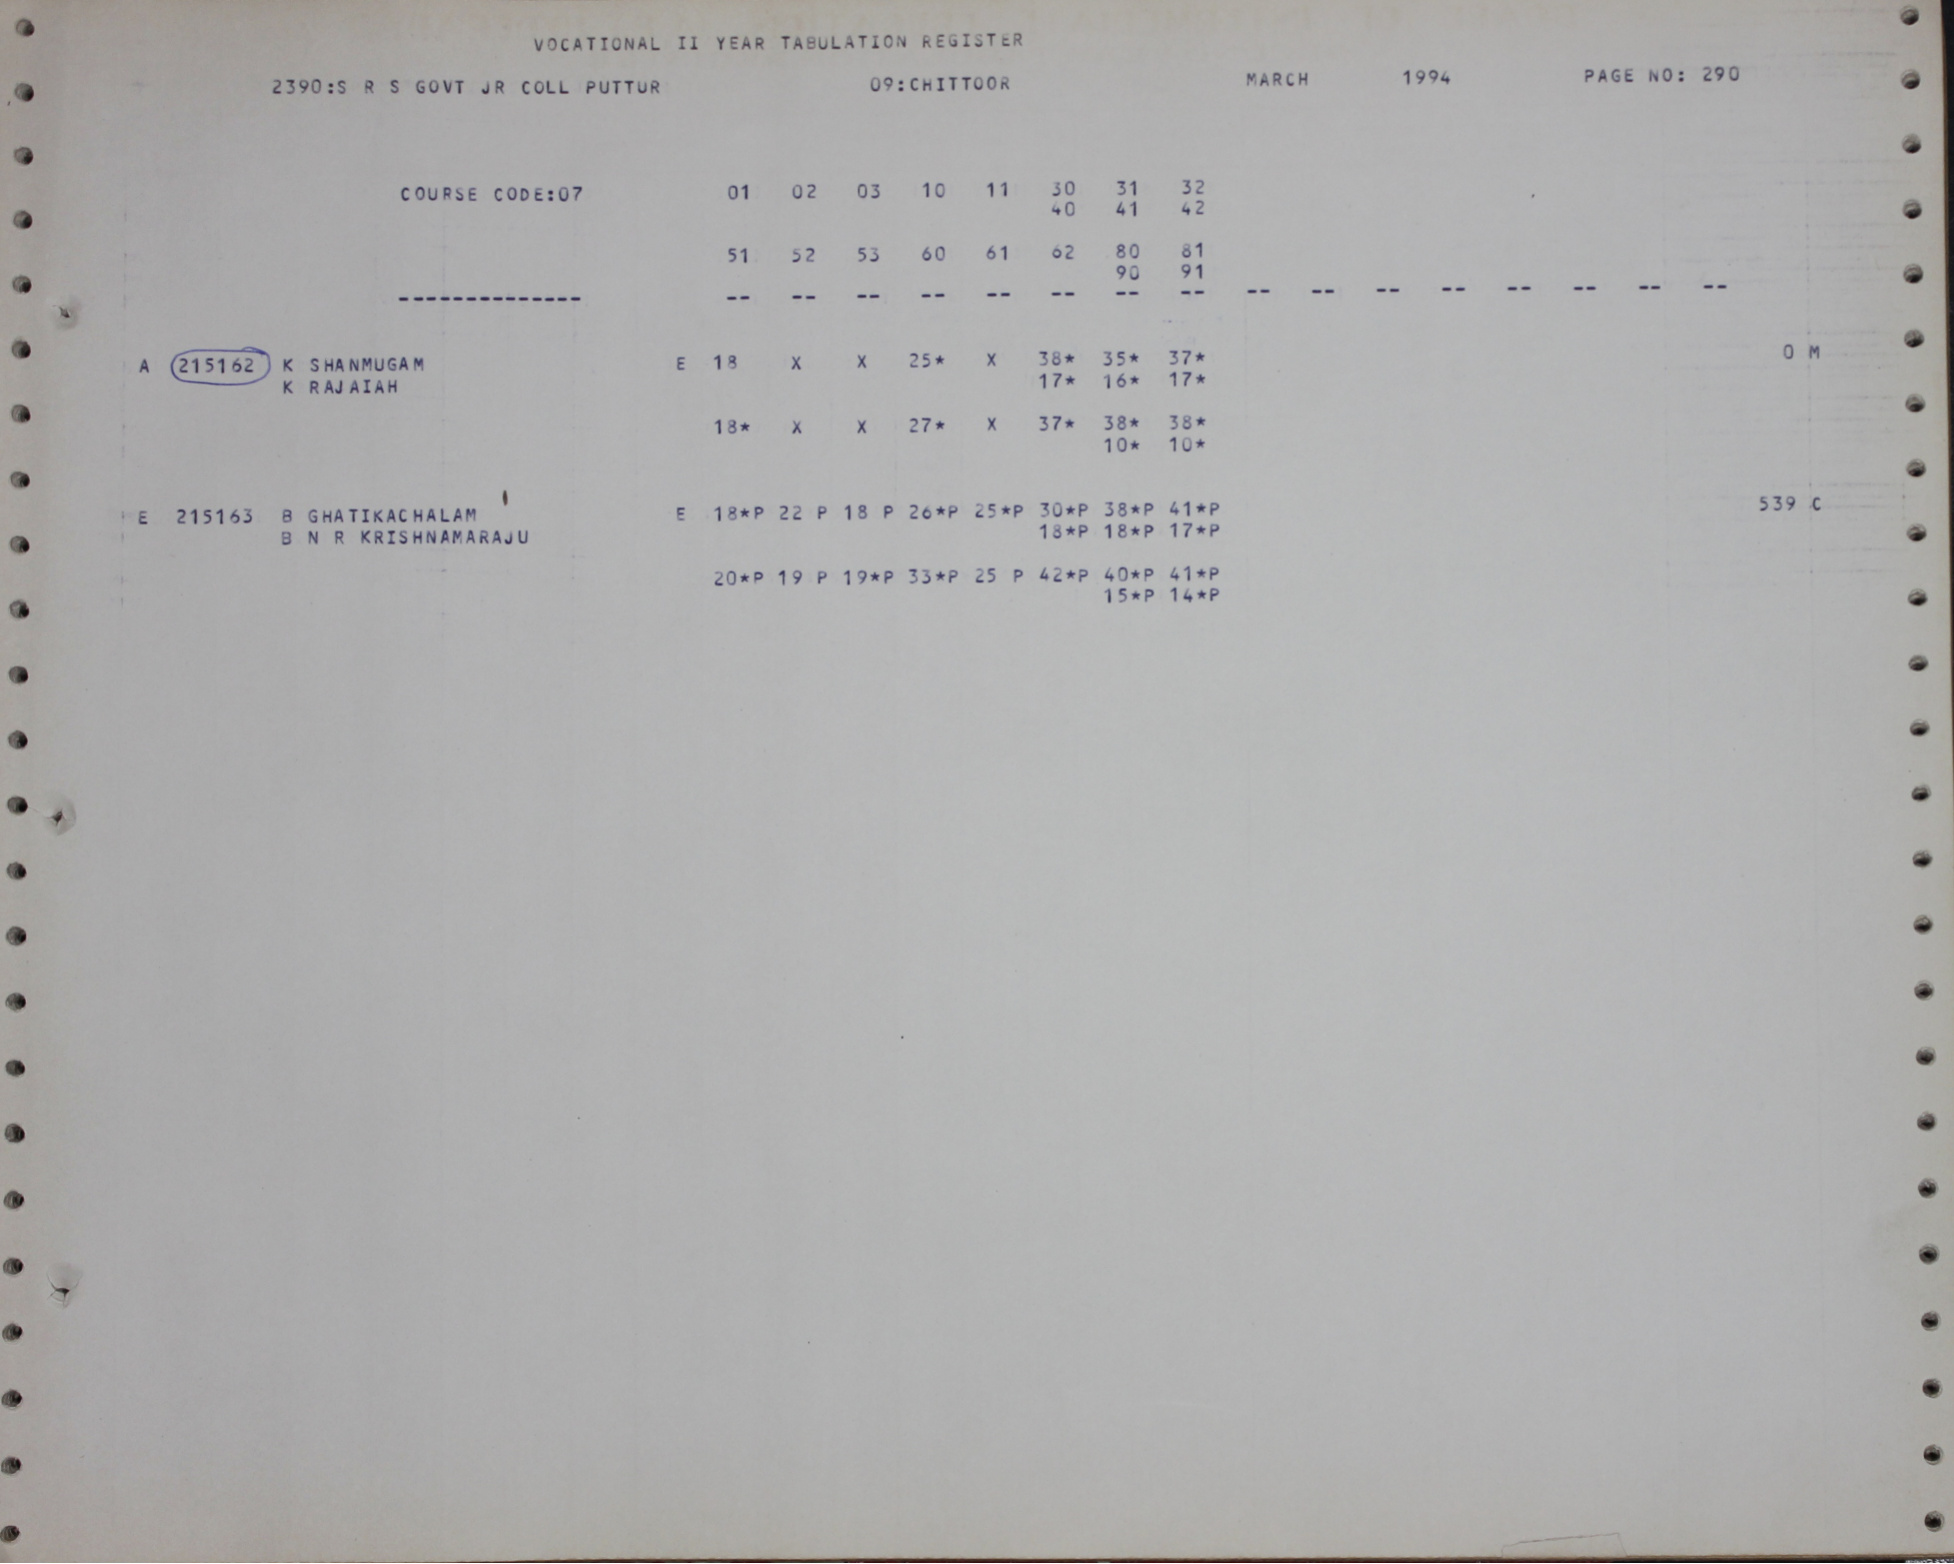 VOCATIONAL II YEAR TABULATION REGISTER
2390:S R S GOVT JR COLL PUTTUR 09:CHITTOOR MARCH 1994 PAGE NO: 290
COURSE CODE:07 01 02 03 10 11 30 31 32
40 41 42
51 52 53 60 61 62 80 81
90 91
-------------- -- -- -- -- -- -- -- -- -- -- -- -- -- -- -- --
A 215162 K SHANMUGAM E 18 X X 25* X 38* 35* 37* 0 M
K RAJAIAH 17* 16* 17*
18* X X 27* X 37* 38* 38*
10* 10*
E 215163 B GHATIKACHALAM E 18*P 22 P 18 P 26*P 25*P 30*P 38*P 41*P 539 C
B N R KRISHNAMARAJU 18*P 18*P 17*P
20*P 19 P 19*P 33*P 25 P 42*P 40*P 41*P
15*P 14*P